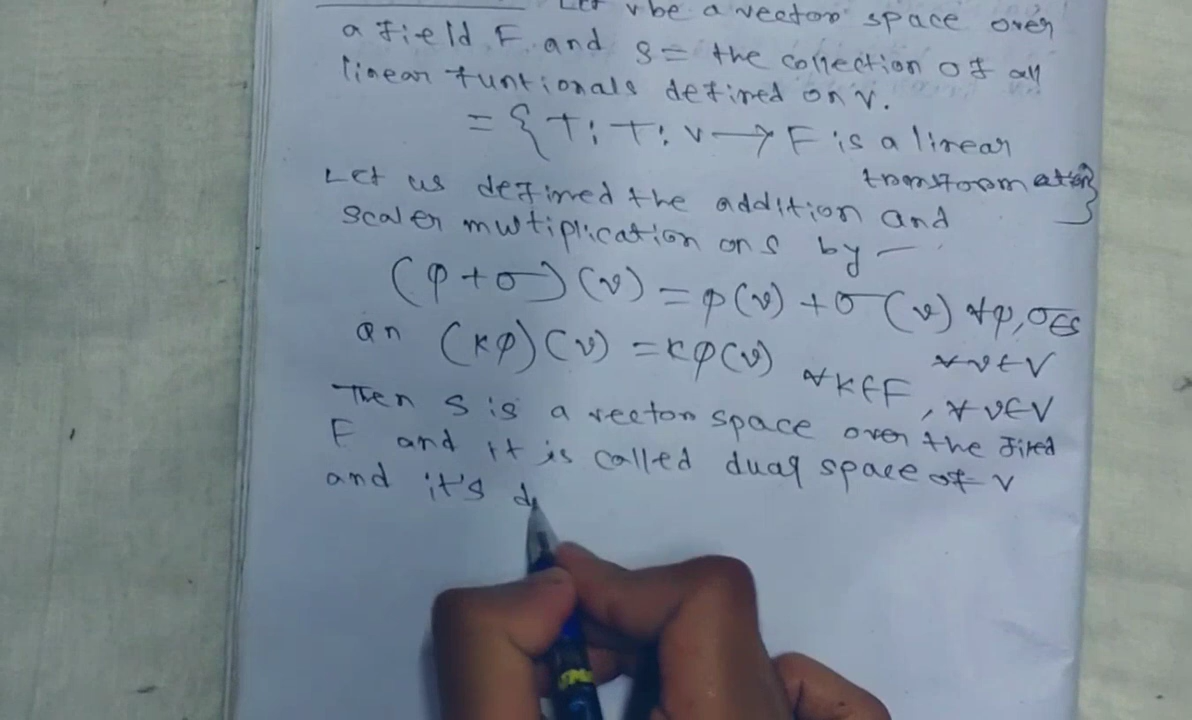 Let v be a vector space over
a field F and S = the collection of all
linear funtionals defined on v.
= { T : T : v → F is a linear
transformation }
Let us defined the addition and
scaler multiplication on S by —
(φ + σ) (v) = φ(v) + σ(v) ∀ φ, σ ∈ S
∀ v ∈ V
an (kφ) (v) = kφ(v) ∀ k ∈ F, ∀ v ∈ V
Then S is a vector space over the fired
F and it is called dual space of V
and it's d